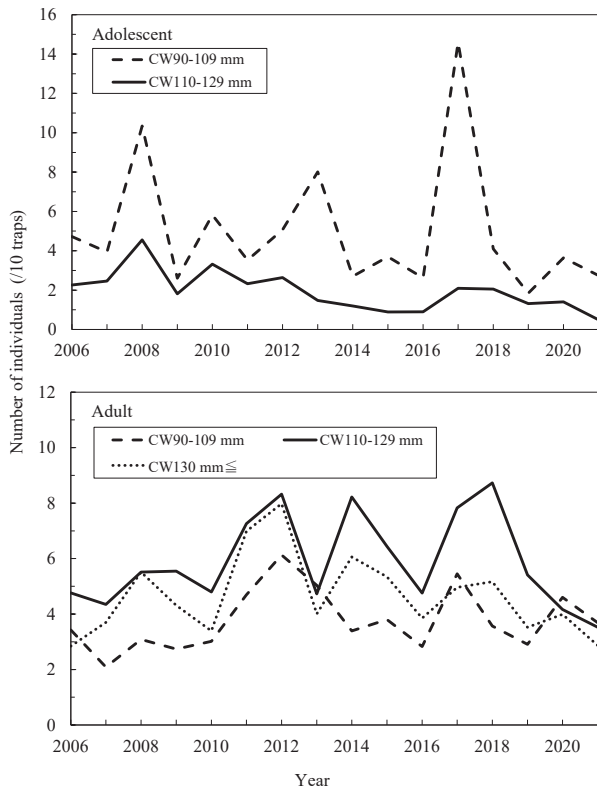 Number of individuals (/10 traps)
16
14
12
10
8
6
4
2
0
Adolescent
CW90-109 mm
CW110-129 mm
2006 2008 2010 2012 2014 2016 2018 2020
12
10
8
6
4
2
0
Adult
CW90-109 mm CW110-129 mm
CW130 mm≦
2006 2008 2010 2012 2014 2016 2018 2020
Year